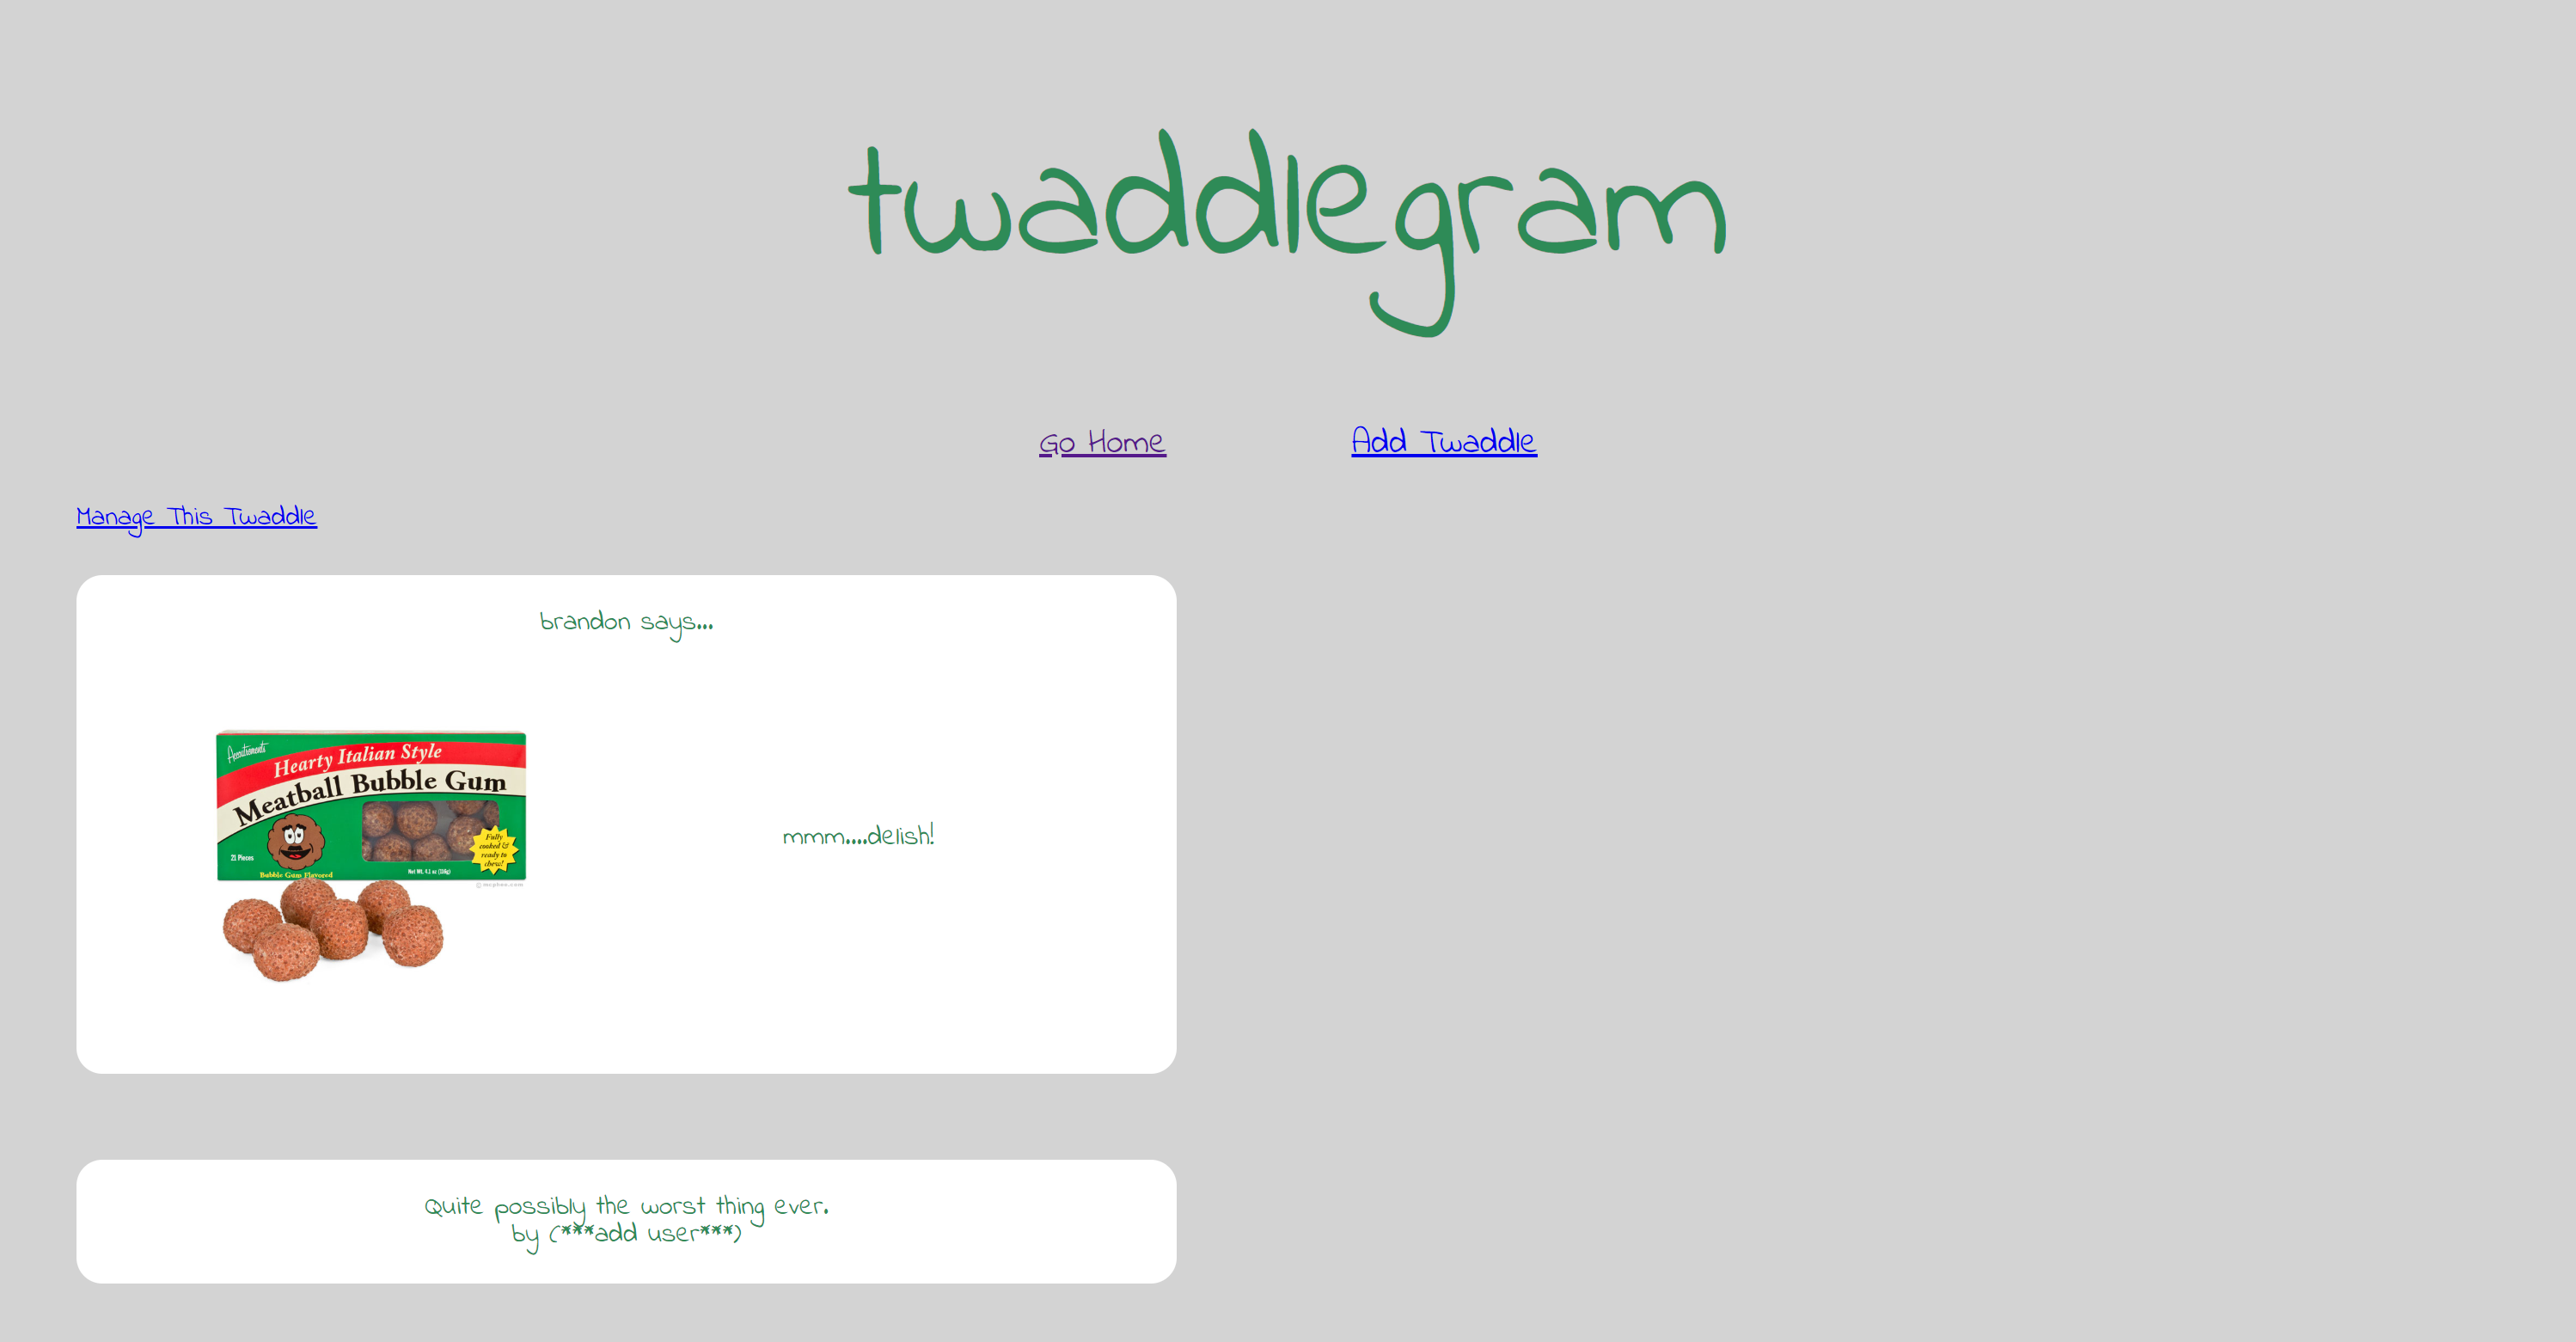 twaddlegram
Go Home Add Twaddle
Manage This Twaddle
brandon says...
Accoutrements
Hearty Italian Style
Meatball Bubble Gum
Fully
cooked &
ready to
chew!
21 Pieces
Bubble Gum Flavored
Net Wt. 4.1 oz (116g)
© mcphee.com
mmm....delish!
Quite possibly the worst thing ever.
by (***add user***)